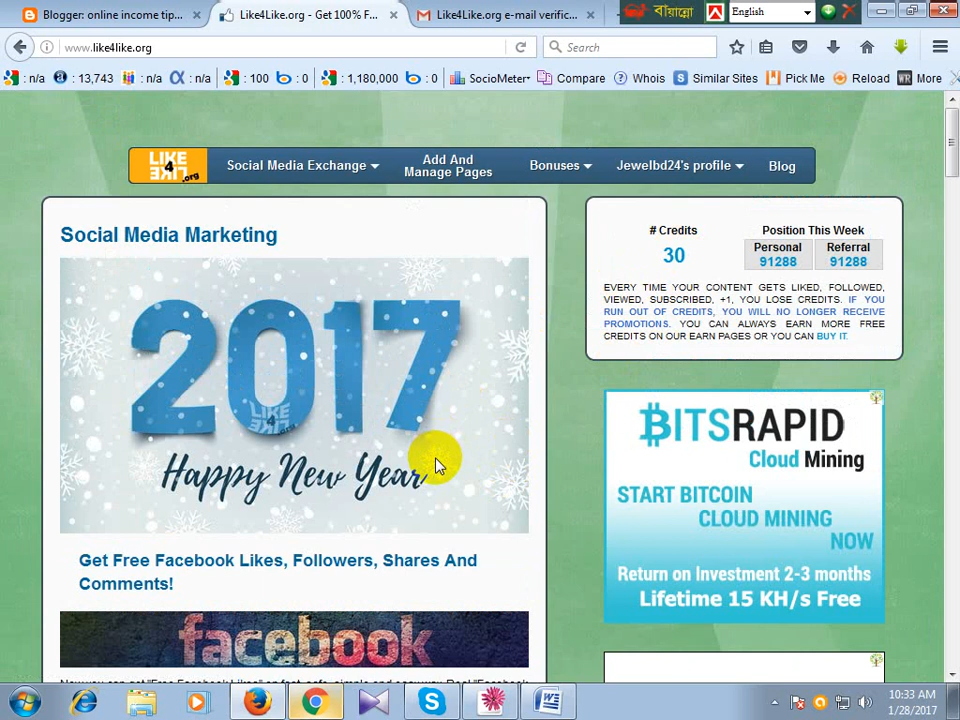 Blogger: online income tip...
Like4Like.org - Get 100% F...
Like4Like.org e-mail verific...
বায়ান্নো
English
www.like4like.org
Search
: n/a
: 13,743
: n/a
: n/a
: 100
: 0
: 1,180,000
: 0
SocioMeter
Compare
Whois
Similar Sites
Pick Me
Reload
More
LIKE
4
LIKE
.org
Social Media Exchange
Add And
Manage Pages
Bonuses
Jewelbd24's profile
Blog
Social Media Marketing
2017
Happy New Year
# Credits
30
Position This Week
Personal
91288
Referral
91288
EVERY TIME YOUR CONTENT GETS LIKED, FOLLOWED,
VIEWED, SUBSCRIBED, +1, YOU LOSE CREDITS. IF YOU
RUN OUT OF CREDITS, YOU WILL NO LONGER RECEIVE
PROMOTIONS. YOU CAN ALWAYS EARN MORE FREE
CREDITS ON OUR EARN PAGES OR YOU CAN BUY IT.
BITSRAPID
Cloud Mining
START BITCOIN
CLOUD MINING
NOW
Return on Investment 2-3 months
Lifetime 15 KH/s Free
Get Free Facebook Likes, Followers, Shares And
Comments!
facebook
10:33 AM
1/28/2017